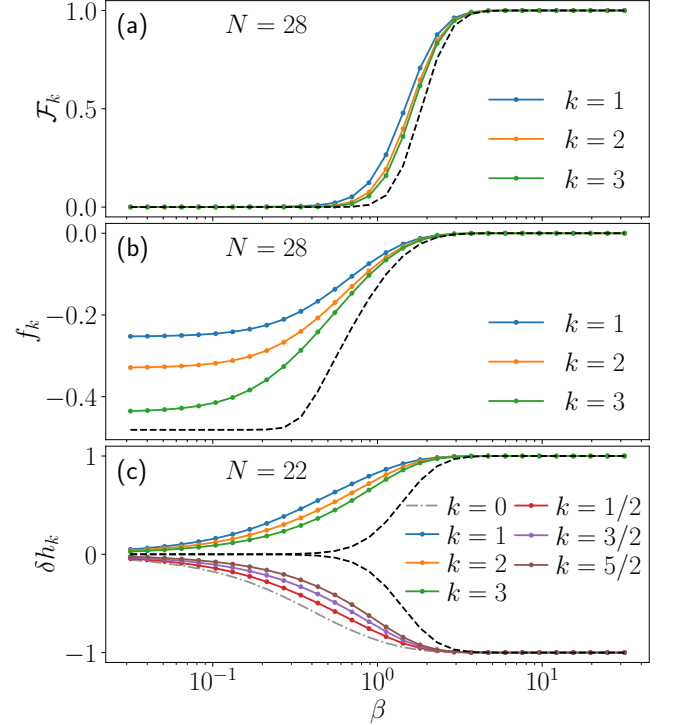 (a) N = 28
1.0
0.5
0.0
𝓕ₖ
k = 1
k = 2
k = 3
(b) N = 28
0.0
−0.2
−0.4
fₖ
k = 1
k = 2
k = 3
(c) N = 22
1
0
−1
δhₖ
k = 0 k = 1/2
k = 1 k = 3/2
k = 2 k = 5/2
k = 3
10⁻¹ 10⁰ 10¹
β